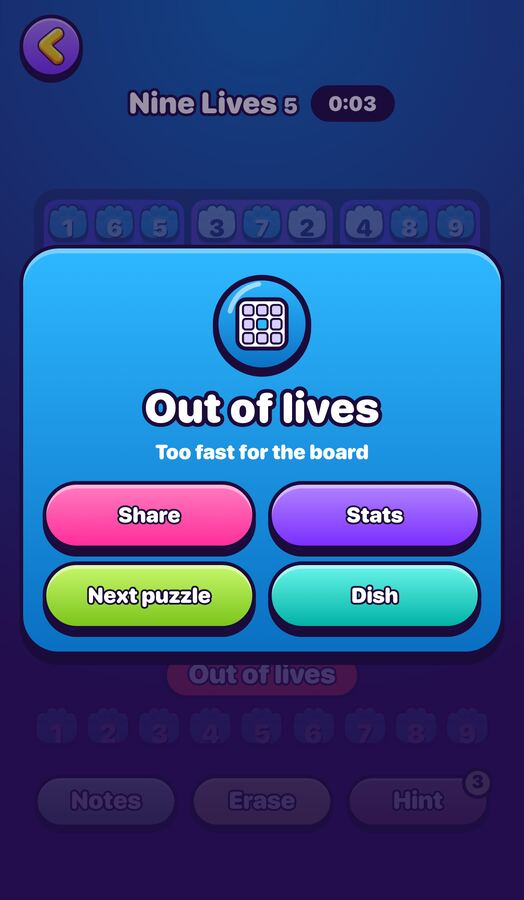 Nine Lives 5 0:03
1 6 5 3 7 2 4 8 9
Out of lives
Too fast for the board
Share Stats
Next puzzle Dish
Out of lives
1 2 3 4 5 6 7 8 9
3
Notes Erase Hint